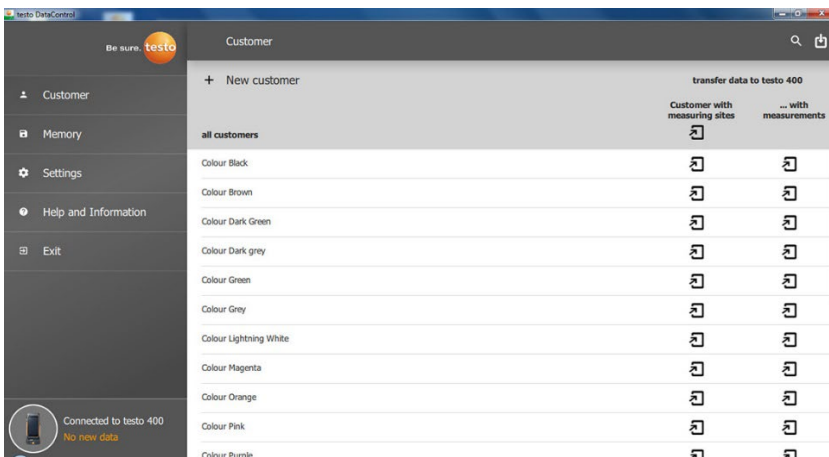 testo DataControl
Be sure. testo
Customer
+ New customer
transfer data to testo 400
Customer
Customer with
measuring sites
... with
measurements
Memory
all customers
Colour Black
Settings
Colour Brown
Help and Information
Colour Dark Green
Exit
Colour Dark grey
Colour Green
Colour Grey
Colour Lightning White
Colour Magenta
Colour Orange
Connected to testo 400
Colour Pink
No new data
Colour Purple